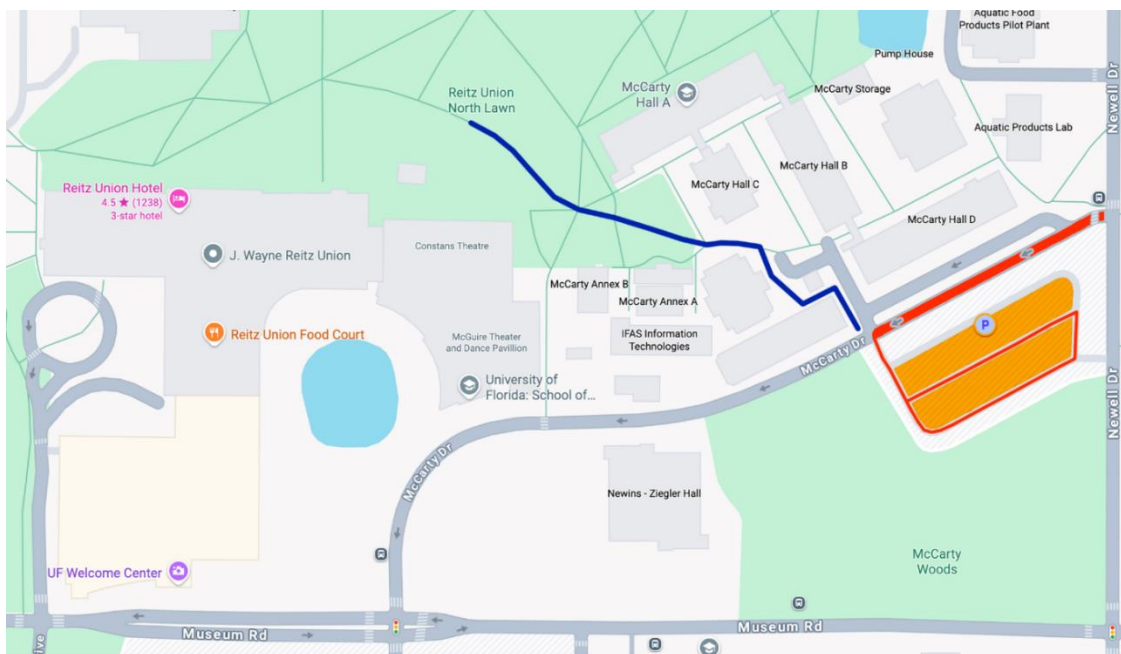 Aquatic Food
Products Pilot Plant
Pump House
McCarty
Hall A
McCarty Storage
Reitz Union
North Lawn
Newell Dr
Aquatic Products Lab
McCarty Hall B
McCarty Hall C
Reitz Union Hotel
4.5 ★ (1238)
3-star hotel
McCarty Hall D
Constans Theatre
J. Wayne Reitz Union
McCarty Annex B
McCarty Annex A
P
Reitz Union Food Court
McGuire Theater
and Dance Pavilion
IFAS Information
Technologies
McCarty Dr
University of
Florida: School of...
Newell Dr
McCarty Dr
Newins - Ziegler Hall
McCarty
Woods
UF Welcome Center
Museum Rd
Museum Rd
ive